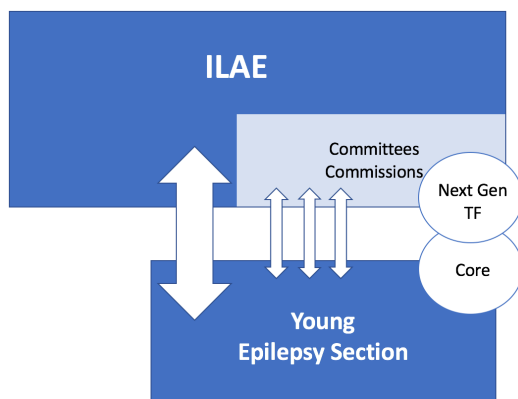 ILAE
Committees
Commissions
Next Gen
TF
Core
Young
Epilepsy Section